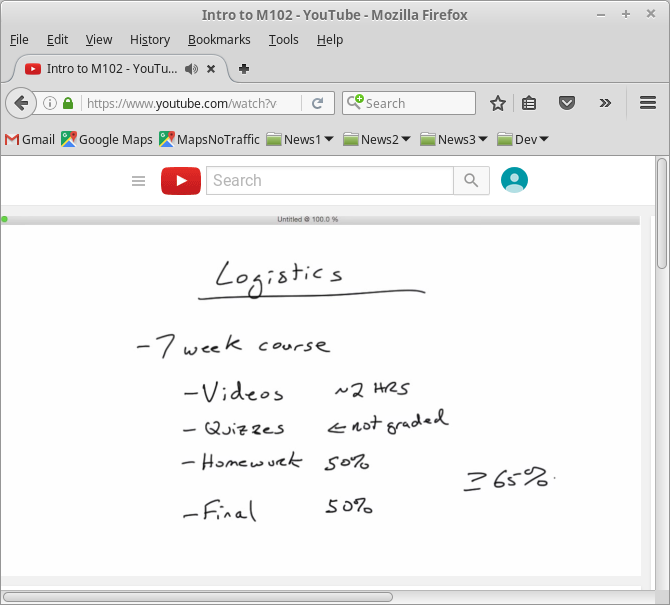 Intro to M102 - YouTube - Mozilla Firefox
File Edit View History Bookmarks Tools Help
Intro to M102 - YouTu...
https://www.youtube.com/watch?v Search
Gmail Google Maps MapsNoTraffic News1 News2 News3 Dev
Search
Untitled @ 100.0 %
Logistics
- 7 week course
- Videos ~2 HRS
- Quizzes ← not graded
- Homework 50%
≥ 65%
- Final 50%